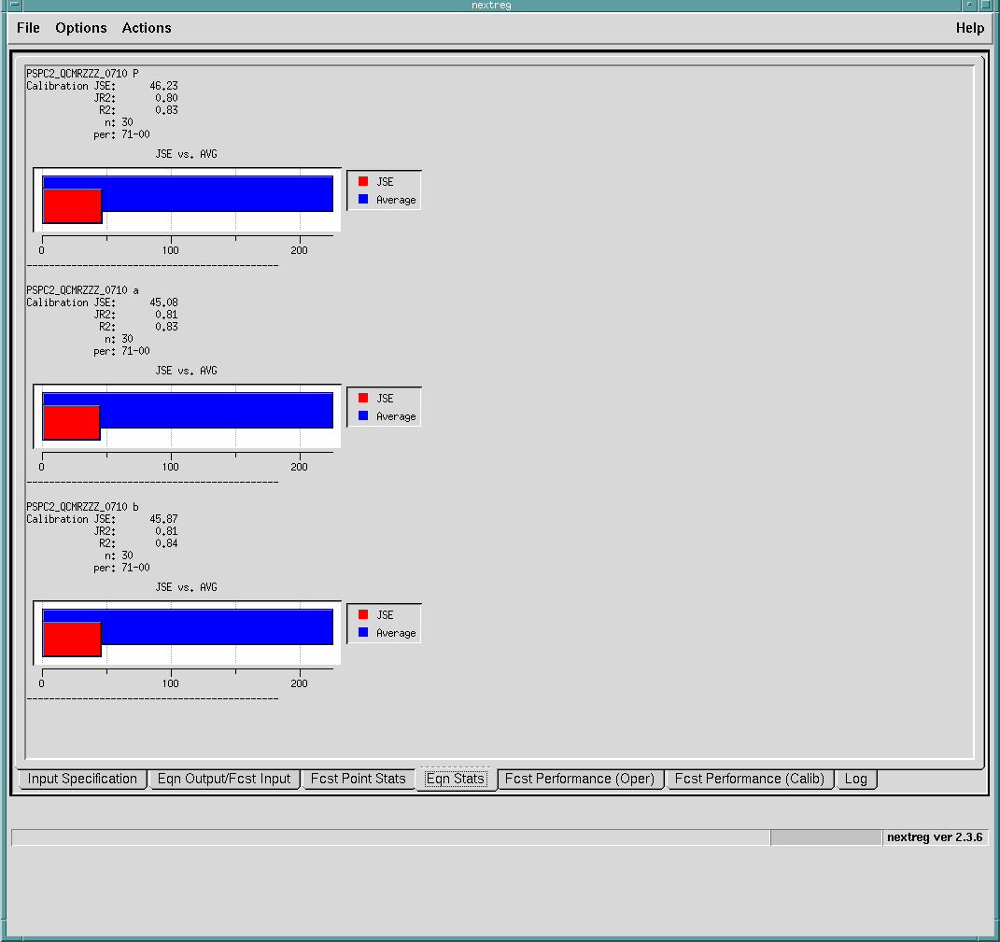 nextreg
File Options Actions Help
PSPC2_QCMRZZZ_0710 P
Calibration JSE: 46.23
JR2: 0.80
R2: 0.83
n: 30
per: 71-00
JSE vs. AVG
JSE
Average
0 100 200
---------------------------------------------
PSPC2_QCMRZZZ_0710 a
Calibration JSE: 45.08
JR2: 0.81
R2: 0.83
n: 30
per: 71-00
JSE vs. AVG
JSE
Average
0 100 200
---------------------------------------------
PSPC2_QCMRZZZ_0710 b
Calibration JSE: 45.87
JR2: 0.81
R2: 0.84
n: 30
per: 71-00
JSE vs. AVG
JSE
Average
0 100 200
---------------------------------------------
Input Specification Eqn Output/Fcst Input Fcst Point Stats Eqn Stats Fcst Performance (Oper) Fcst Performance (Calib) Log
nextreg ver 2.3.6